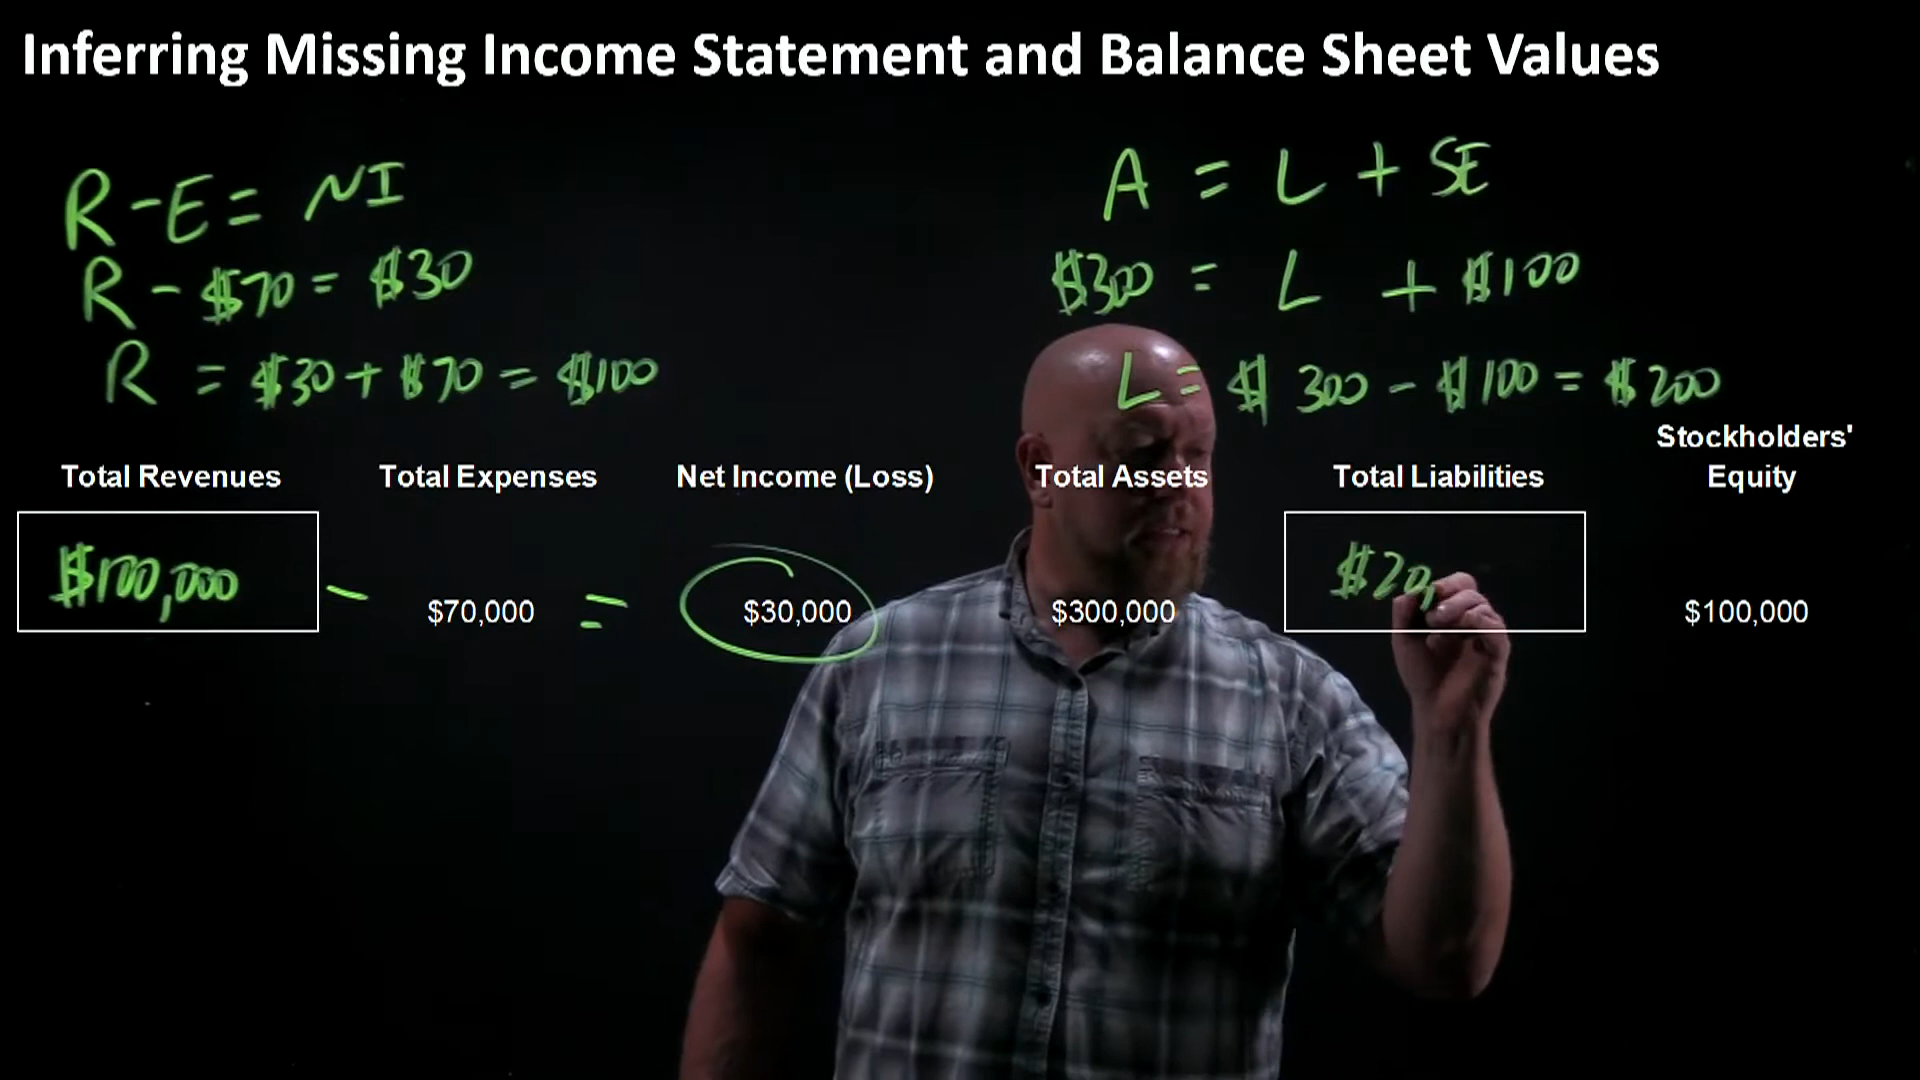 Inferring Missing Income Statement and Balance Sheet Values
R - E = NI
A = L + SE
R - $70 = $30
$300 = L + $100
R = $30 + $70 = $100
L = $300 - $100 = $200
Total Revenues Total Expenses Net Income (Loss) Total Assets Total Liabilities Stockholders'
Equity
$100,000 - $70,000 = $30,000 $300,000 $20, $100,000